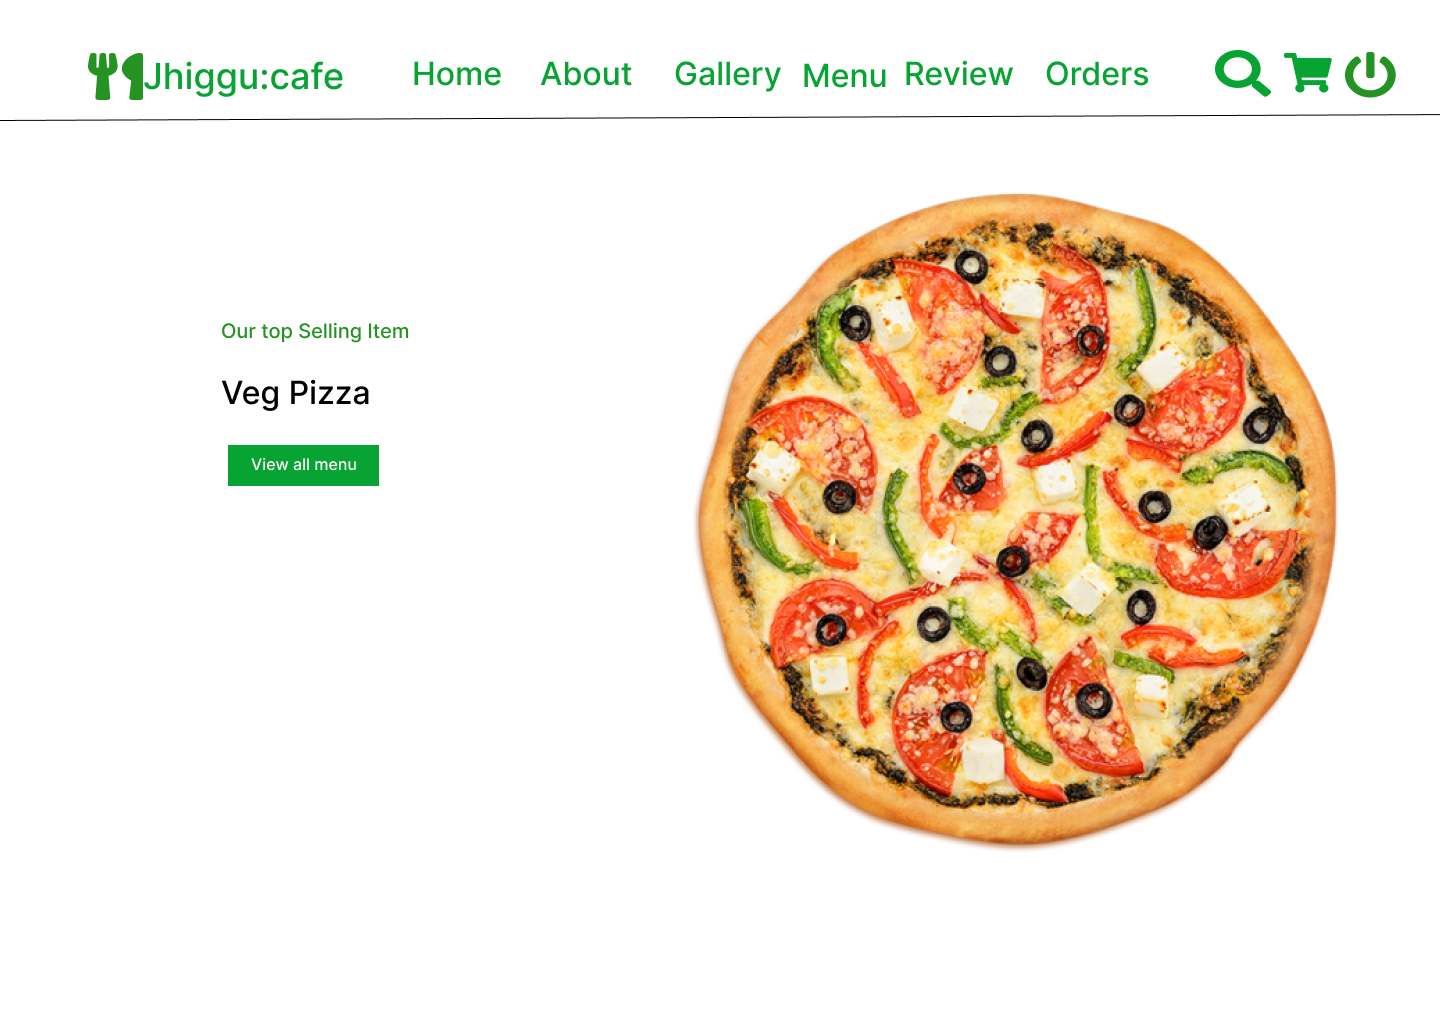 Jhiggu:cafe Home About Gallery Menu Review Orders
Our top Selling Item
Veg Pizza
View all menu